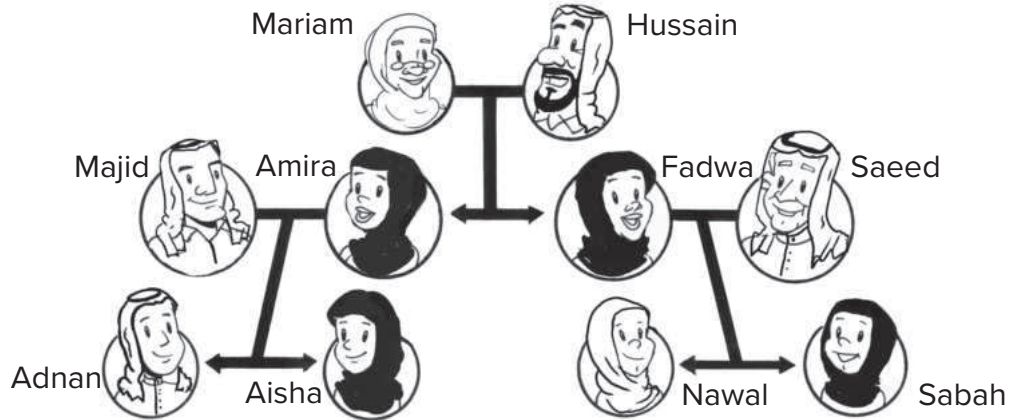 Mariam
Hussain
Majid
Amira
Fadwa
Saeed
Adnan
Aisha
Nawal
Sabah